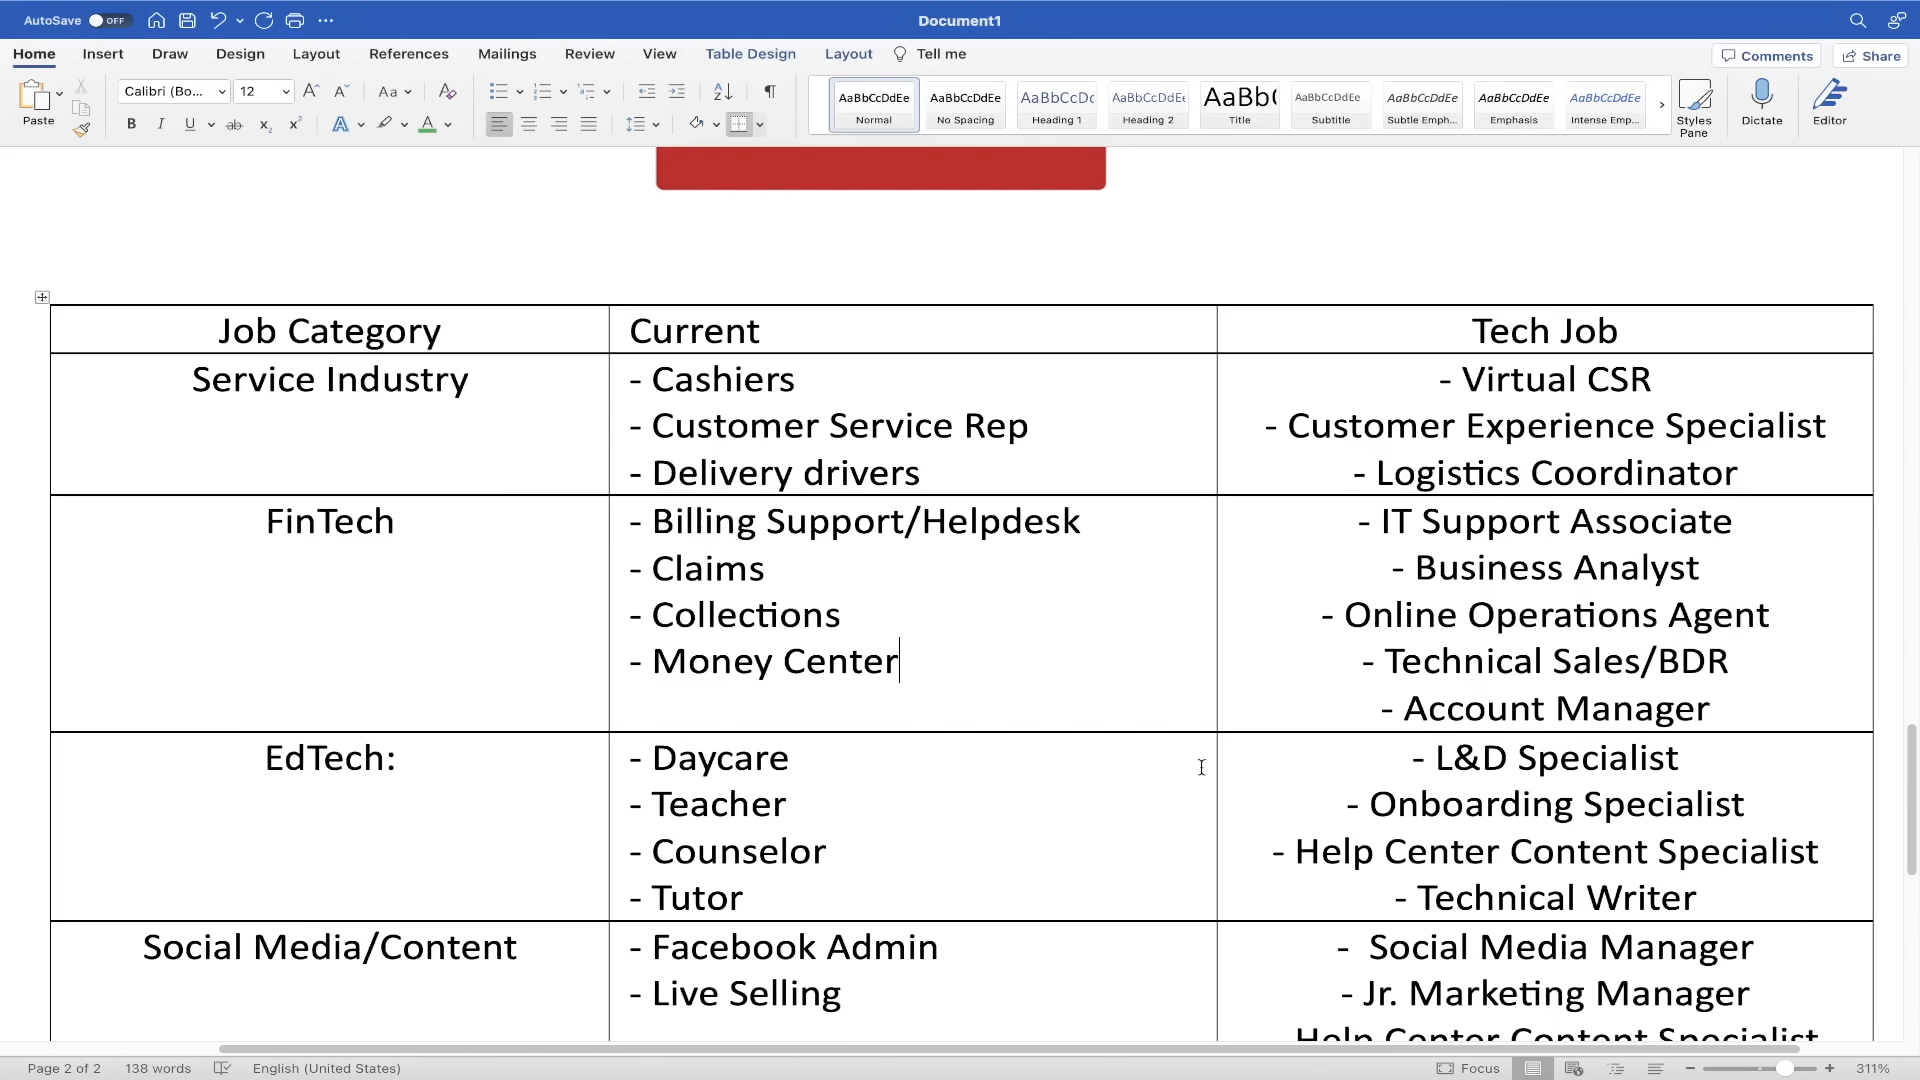 AutoSave OFF
Document1
Home Insert Draw Design Layout References Mailings Review View Table Design Layout Tell me
Comments Share
Paste
Calibri (Bo... 12
Aa
AaBbCcDdEe AaBbCcDdEe AaBbCcDc AaBbCcDdEe AaBb( AaBbCcDdEe AaBbCcDdEe AaBbCcDdEe AaBbCcDdEe
Normal No Spacing Heading 1 Heading 2 Title Subtitle Subtle Emph... Emphasis Intense Emp...
Styles Pane
Dictate
Editor
Job Category
Current
Tech Job
Service Industry
- Cashiers
- Customer Service Rep
- Delivery drivers
- Virtual CSR
- Customer Experience Specialist
- Logistics Coordinator
FinTech
- Billing Support/Helpdesk
- Claims
- Collections
- Money Center
- IT Support Associate
- Business Analyst
- Online Operations Agent
- Technical Sales/BDR
- Account Manager
EdTech:
- Daycare
- Teacher
- Counselor
- Tutor
- L&D Specialist
- Onboarding Specialist
- Help Center Content Specialist
- Technical Writer
Social Media/Content
- Facebook Admin
- Live Selling
- Social Media Manager
- Jr. Marketing Manager
Help Center Content Specialist
Page 2 of 2 138 words English (United States) Focus 311%